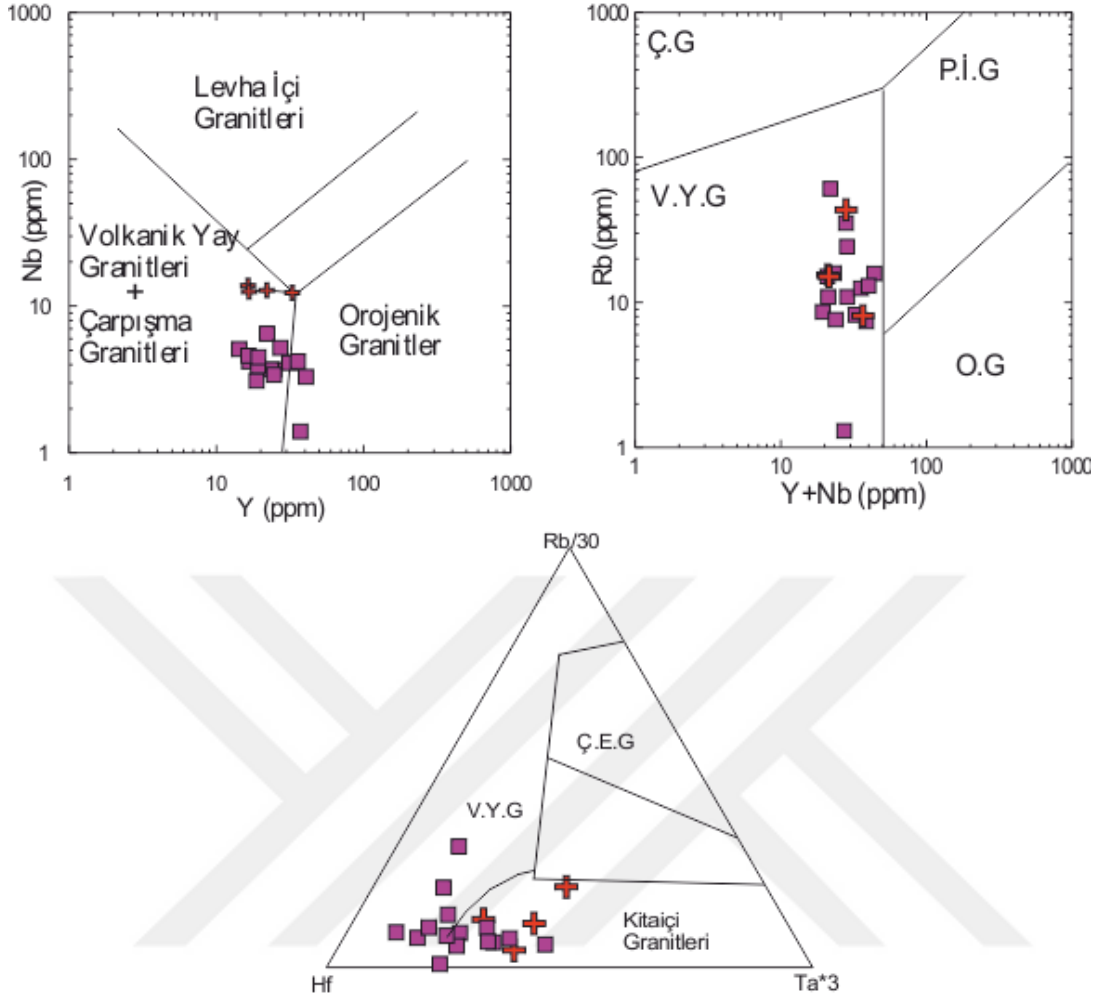 1000
100
10
1
Nb (ppm)
Levha İçi
Granitleri
Volkanik Yay
Granitleri
+
Çarpışma
Granitleri
Orojenik
Granitler
1
10
100
1000
Y (ppm)
1000
100
10
1
Rb (ppm)
Ç.G
P.İ.G
V.Y.G
O.G
1
10
100
1000
Y+Nb (ppm)
Rb/30
Ç.E.G
V.Y.G
Kitaiçi
Granitleri
Hf
Ta*3